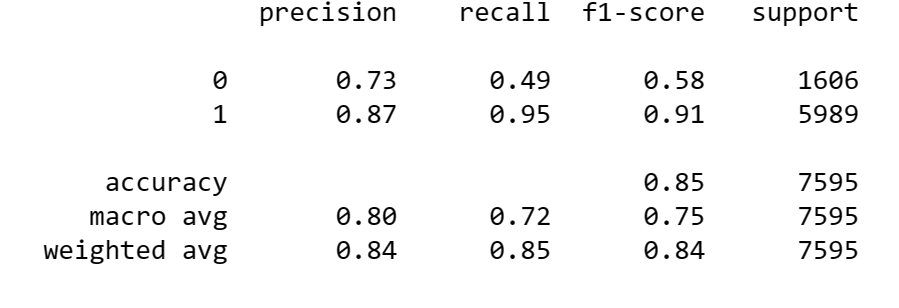 precision recall f1-score support
0 0.73 0.49 0.58 1606
1 0.87 0.95 0.91 5989
accuracy 0.85 7595
macro avg 0.80 0.72 0.75 7595
weighted avg 0.84 0.85 0.84 7595